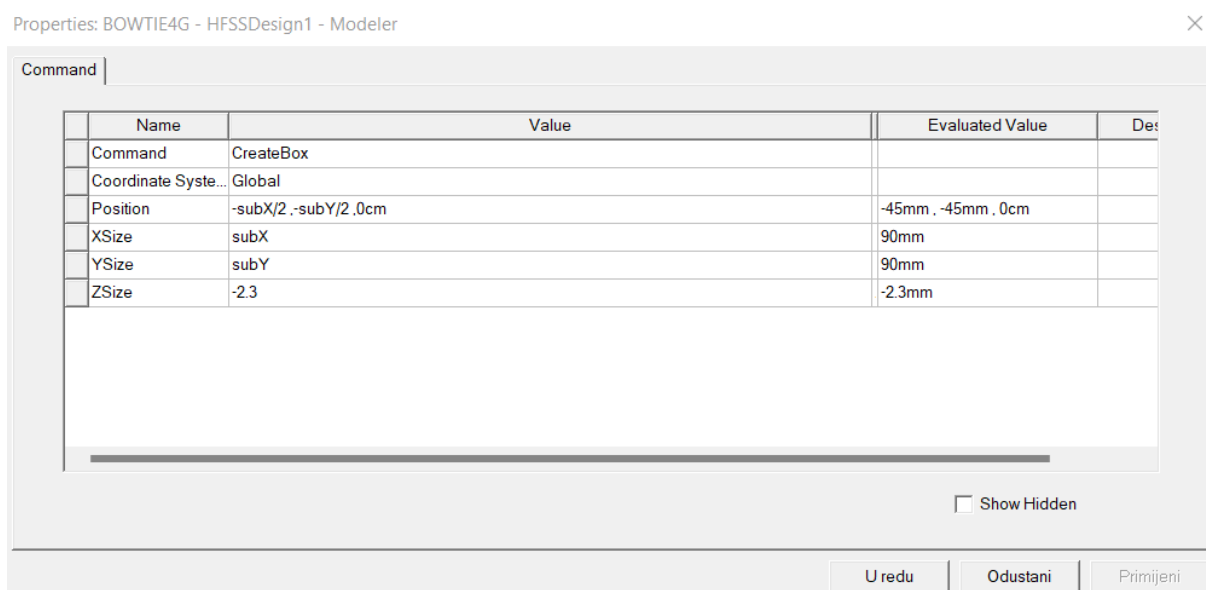 Properties: BOWTIE4G - HFSSDesign1 - Modeler
Command
Name Value Evaluated Value Des
Command CreateBox
Coordinate Syste... Global
Position -subX/2 ,-subY/2 ,0cm -45mm , -45mm , 0cm
XSize subX 90mm
YSize subY 90mm
ZSize -2.3 -2.3mm
Show Hidden
U redu Odustani Primijeni